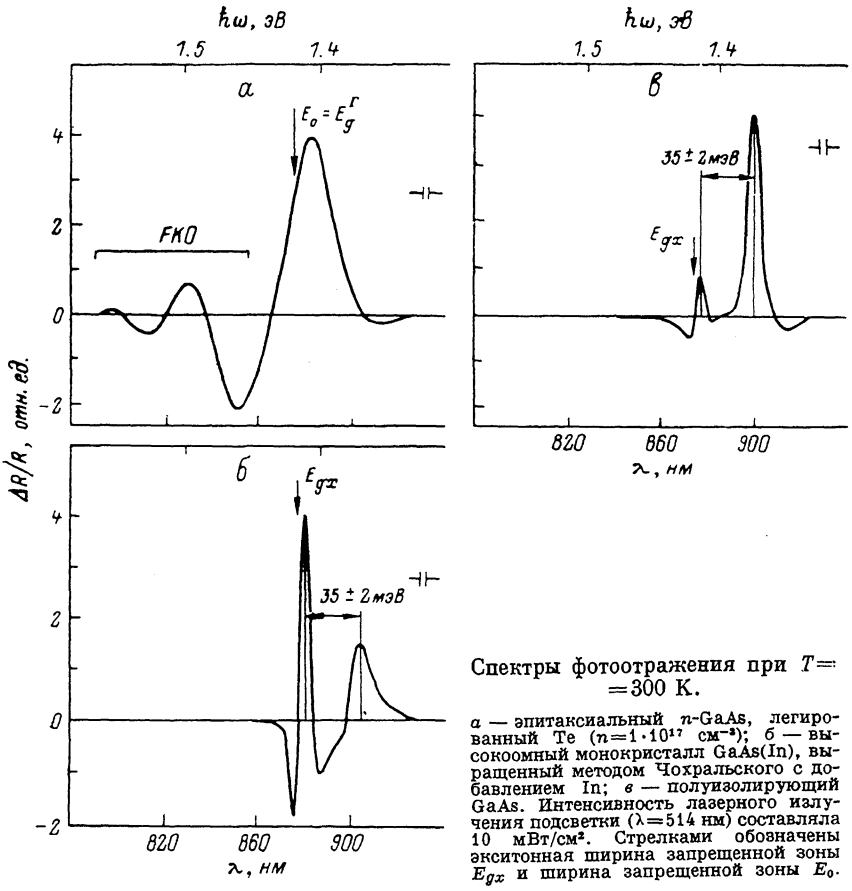 ħω, эВ
1.5
1.4
а
E₀ = E_g^Г
FKO
4
2
0
-2
ΔR/R, отн. ед.
ħω, эВ
1.5
1.4
в
35 ± 2 мэВ
E_gx
820
860
900
λ, нм
б
E_gx
35 ± 2 мэВ
4
2
0
-2
820
860
900
λ, нм
Спектры фотоотражения при T=
=300 К.
а — эпитаксиальный n-GaAs, легиро-
ванный Te (n=1·10¹⁷ см⁻³); б — вы-
сокоомный монокристалл GaAs(In), вы-
ращенный методом Чохральского с до-
бавлением In; в — полуизолирующий
GaAs. Интенсивность лазерного излу-
чения подсветки (λ=514 нм) составляла
10 мВт/см². Стрелками обозначены
экситонная ширина запрещенной зоны
E_gx и ширина запрещенной зоны E₀.